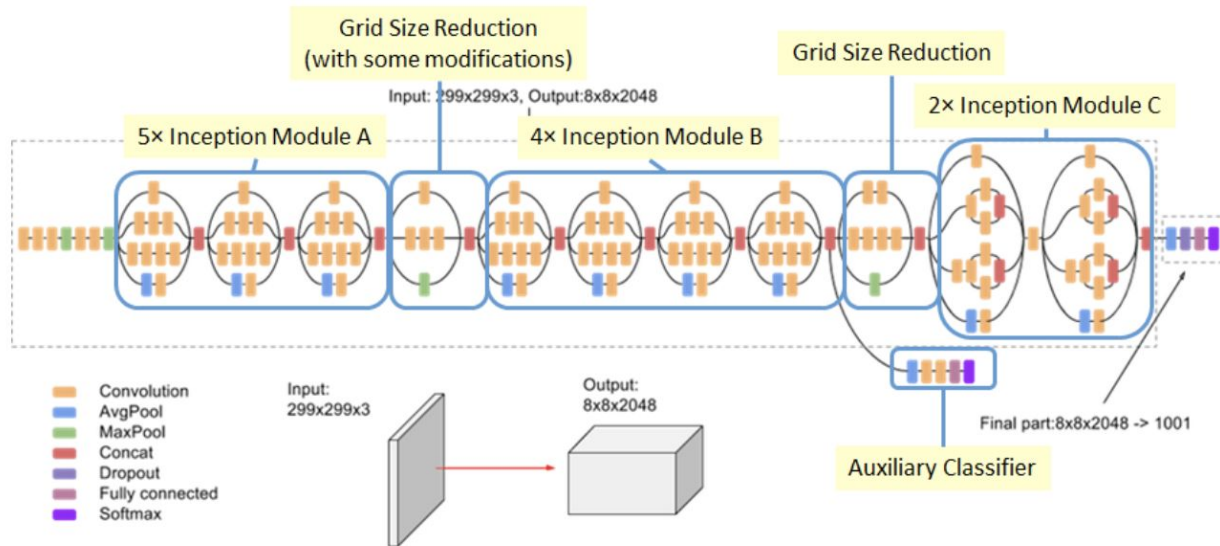 Grid Size Reduction
(with some modifications)
Grid Size Reduction
Input: 299x299x3, Output:8x8x2048
5× Inception Module A
4× Inception Module B
2× Inception Module C
Convolution
AvgPool
MaxPool
Concat
Dropout
Fully connected
Softmax
Input:
299x299x3
Output:
8x8x2048
Final part:8x8x2048 -> 1001
Auxiliary Classifier